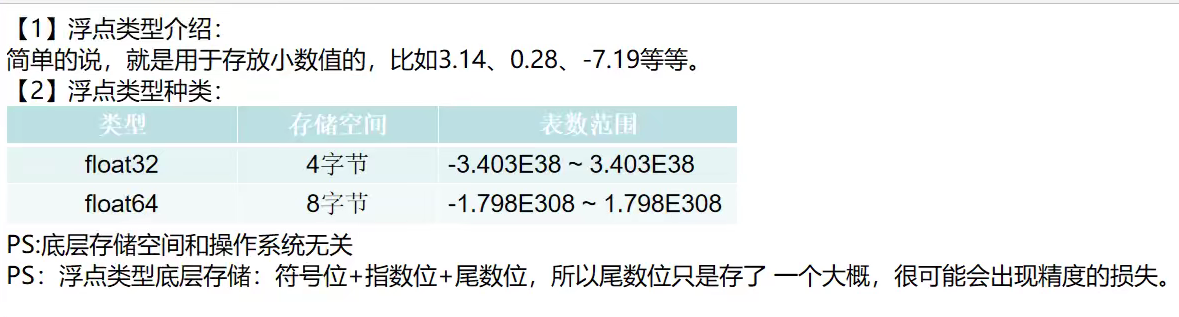 【1】浮点类型介绍：
简单的说，就是用于存放小数值的，比如3.14、0.28、-7.19等等。
【2】浮点类型种类：
类型 存储空间 表数范围
float32 4字节 -3.403E38 ~ 3.403E38
float64 8字节 -1.798E308 ~ 1.798E308
PS:底层存储空间和操作系统无关
PS：浮点类型底层存储：符号位+指数位+尾数位，所以尾数位只是存了 一个大概，很可能会出现精度的损失。